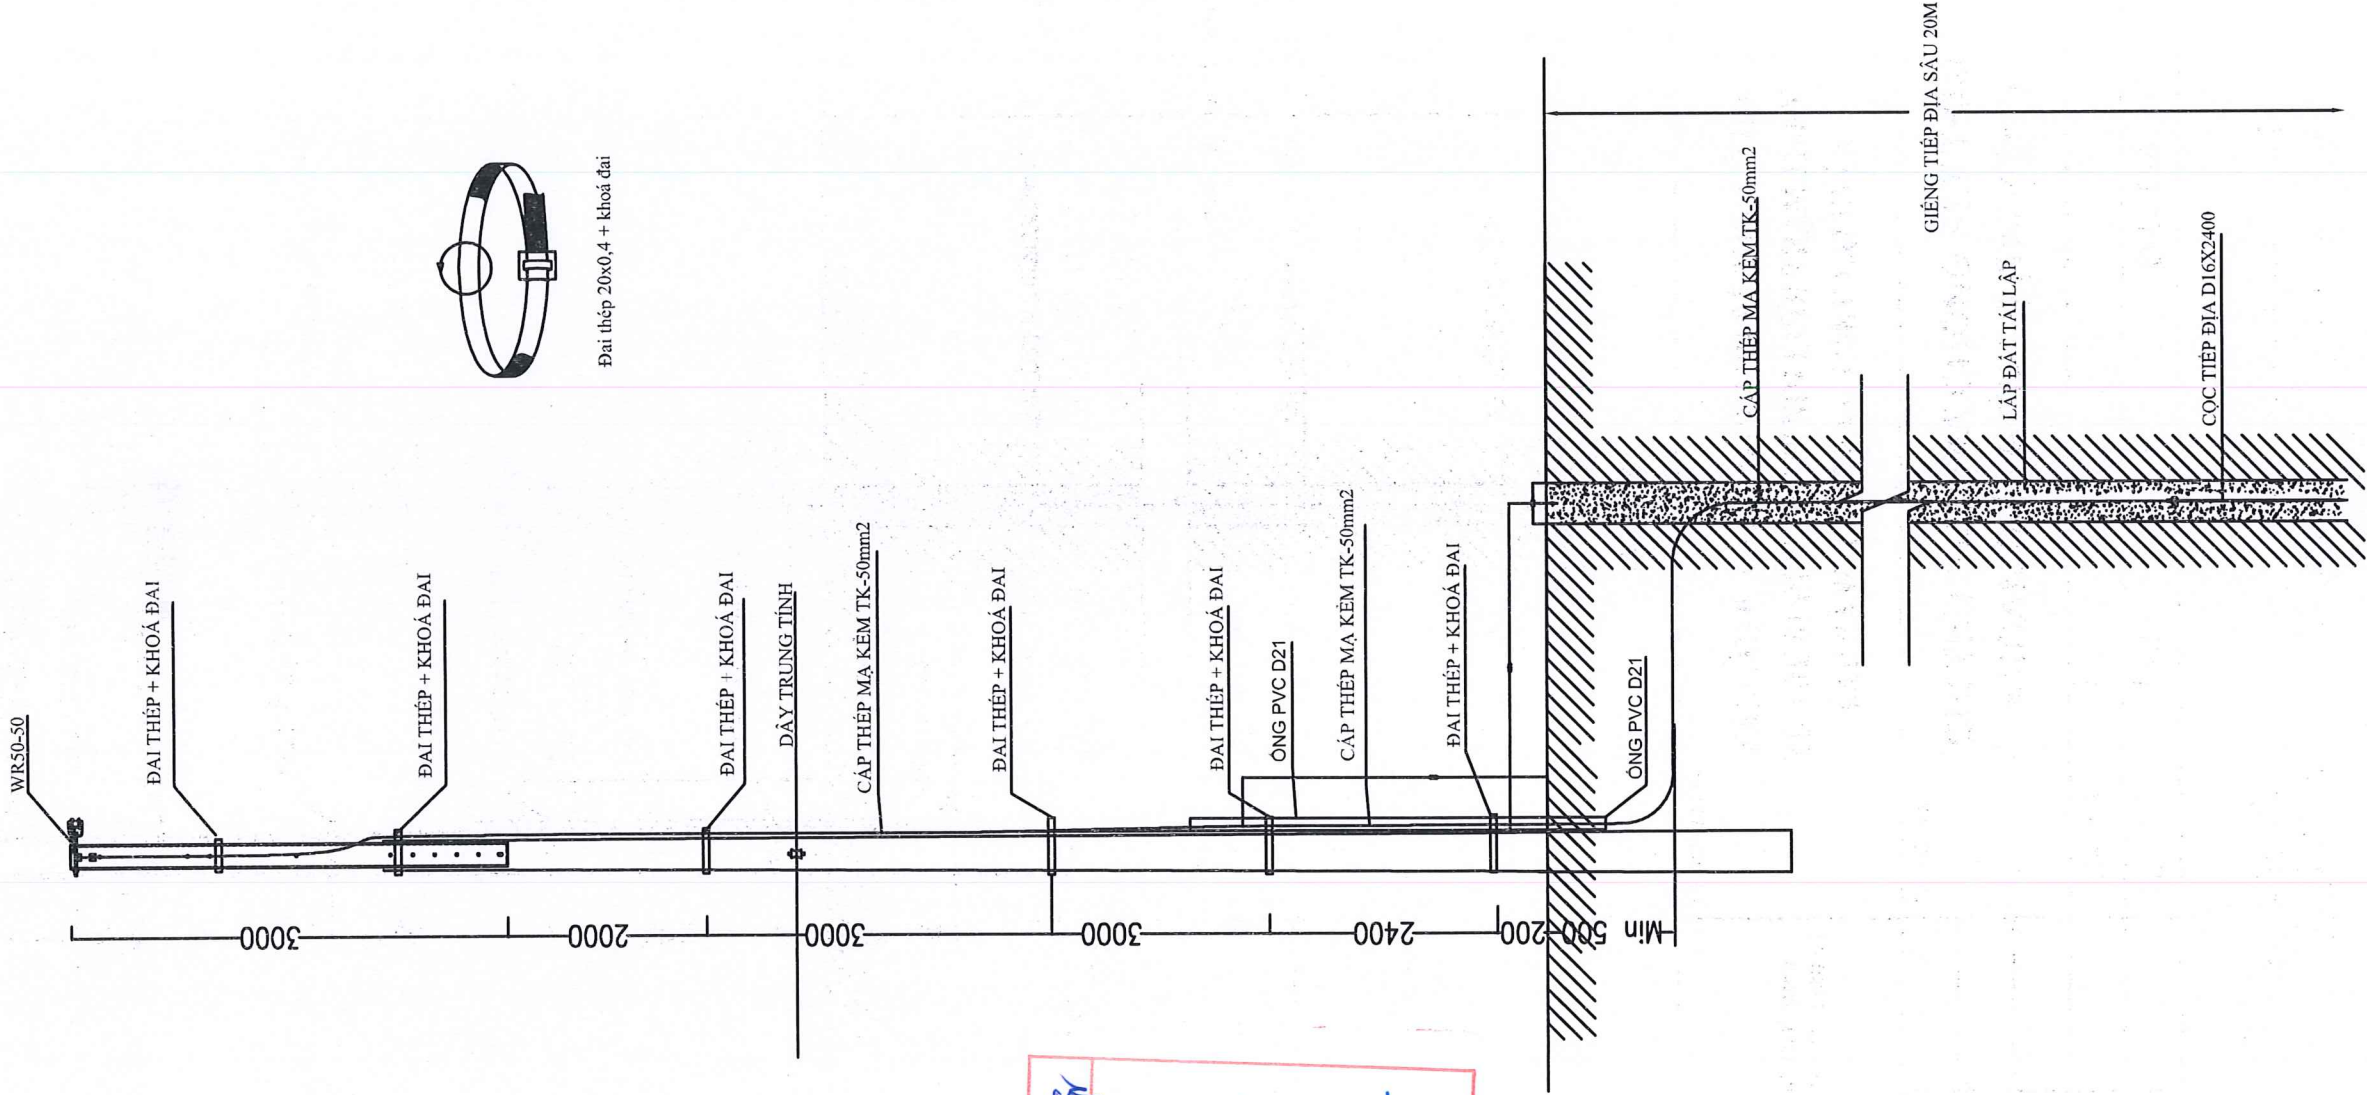 WR50-50
ĐAI THÉP + KHOÁ ĐAI
ĐAI THÉP + KHOÁ ĐAI
ĐAI THÉP + KHOÁ ĐAI
DÂY TRUNG TÍNH
CÁP THÉP MẠ KẼM TK-50mm2
ĐAI THÉP + KHOÁ ĐAI
ĐAI THÉP + KHOÁ ĐAI
ỐNG PVC D21
CÁP THÉP MẠ KẼM TK-50mm2
ĐAI THÉP + KHOÁ ĐAI
ỐNG PVC D21
3000
2000
3000
3000
2400
200
Min 500
Đai thép 20x0,4 + khoá đai
CÁP THÉP MẠ KẼM TK-50mm2
GIẾNG TIẾP ĐỊA SÂU 20M
LẤP ĐẤT TÁI LẬP
CỌC TIẾP ĐỊA D16X2400